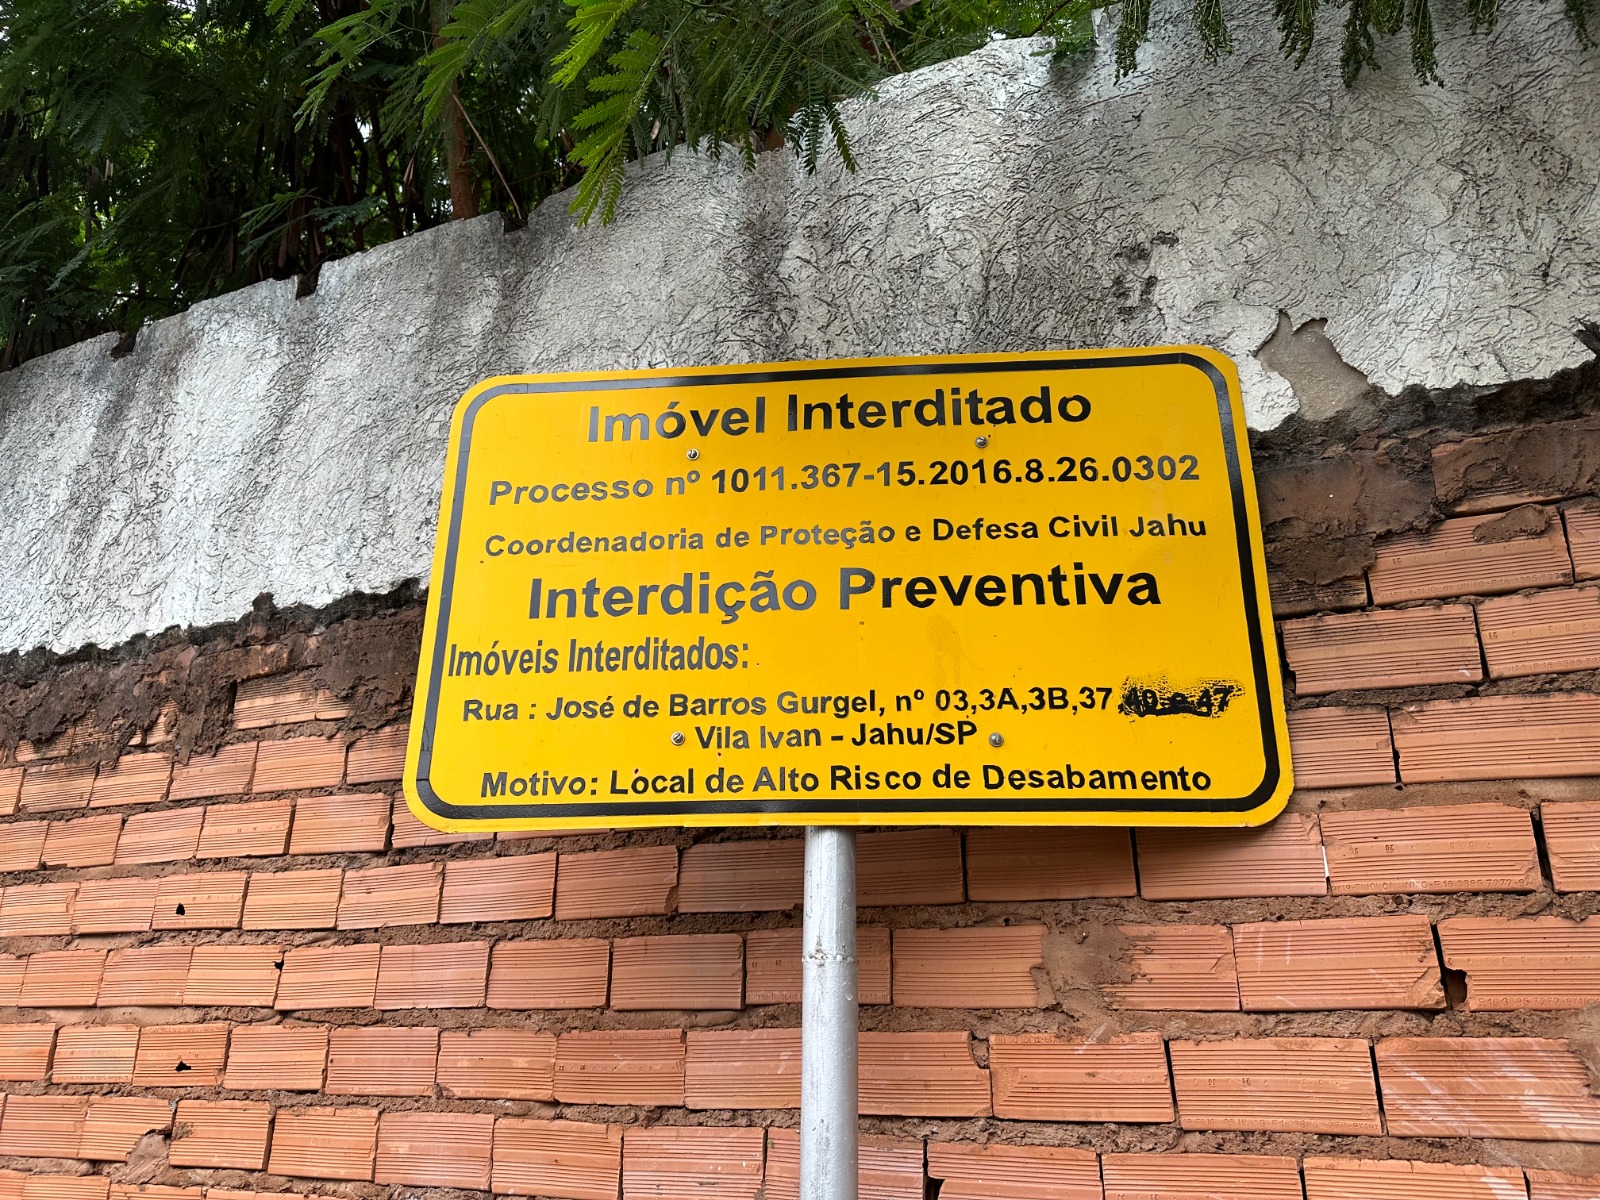 Imóvel Interditado
Processo nº 1011.367-15.2016.8.26.0302
Coordenadoria de Proteção e Defesa Civil Jahu
Interdição Preventiva
Imóveis Interditados:
Rua : José de Barros Gurgel, nº 03,3A,3B,37
Vila Ivan - Jahu/SP
Motivo: Local de Alto Risco de Desabamento